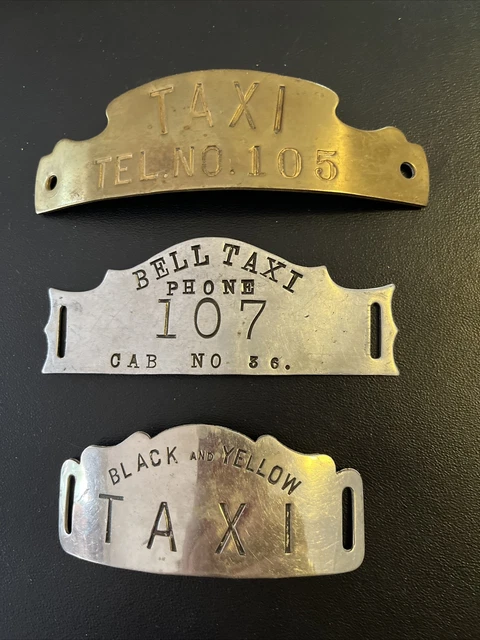 TAXI
TEL.NO.105
BELL TAXI
PHONE
107
CAB NO 36.
BLACK AND YELLOW
TAXI